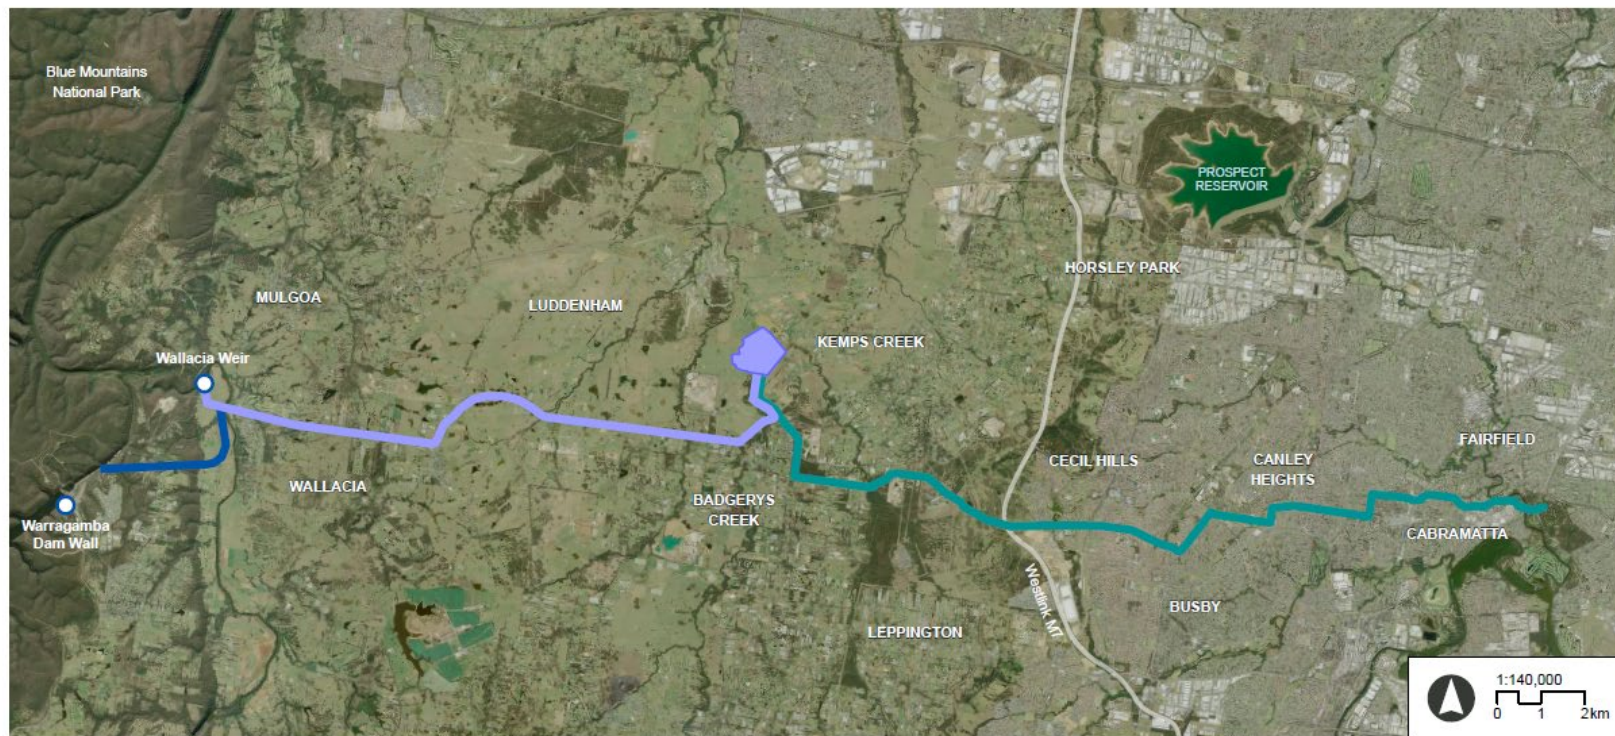 Blue Mountains
National Park
PROSPECT
RESERVOIR
HORSLEY PARK
MULGOA
LUDDENHAM
KEMPS CREEK
Wallacia Weir
FAIRFIELD
CECIL HILLS
CANLEY
HEIGHTS
WALLACIA
BADGERYS
CREEK
Warragamba
Dam Wall
CABRAMATTA
Westlink M7
BUSBY
LEPPINGTON
1:140,000
0 1 2km